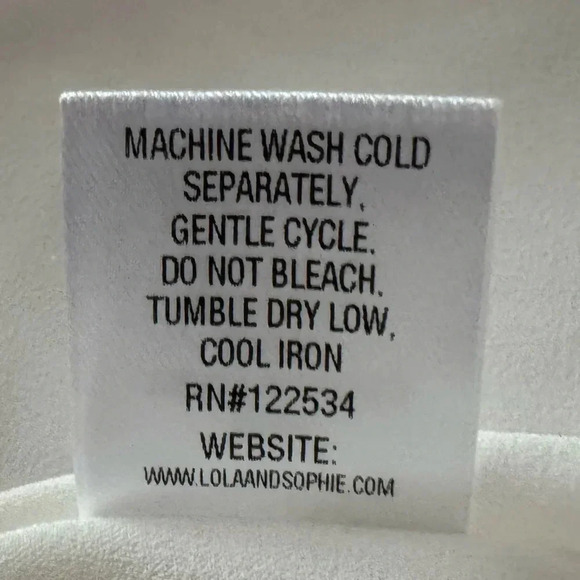 MACHINE WASH COLD
SEPARATELY,
GENTLE CYCLE.
DO NOT BLEACH.
TUMBLE DRY LOW,
COOL IRON
RN#122534
WEBSITE:
WWW.LOLAANDSOPHIE.COM